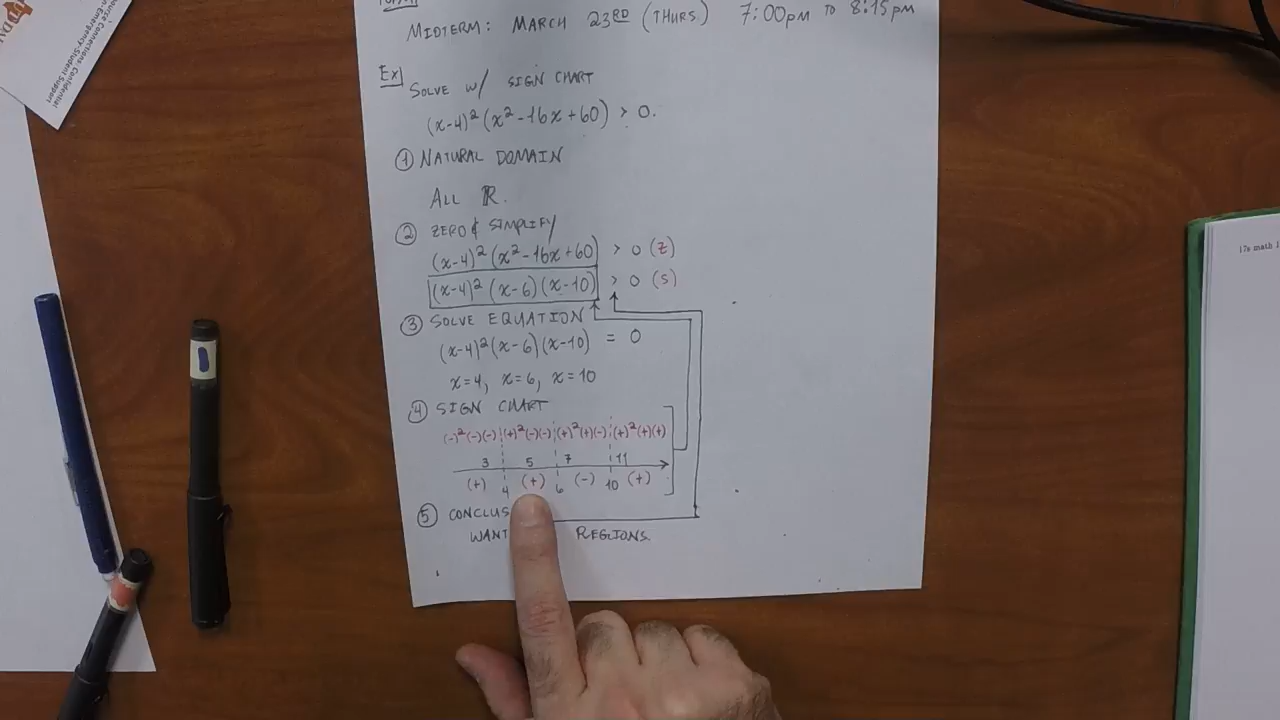 MIDTERM: MARCH 23RD (THURS.) 7:00PM TO 8:15PM
Ex] SOLVE W/ SIGN CHART
(x-4)²(x²-16x+60) > 0.
① NATURAL DOMAIN
ALL ℝ.
② ZERO & SIMPLIFY
(x-4)²(x²-16x+60) > 0 (Z)
(x-4)²(x-6)(x-10) > 0 (S)
③ SOLVE EQUATION
(x-4)²(x-6)(x-10) = 0
x=4, x=6, x=10
④ SIGN CHART
(-)²(-)(-) (+)²(-)(-) (+)²(+)(-) (+)²(+)(+)
3 5 7 11
(+) 4 (+) 6 (-) 10 (+)
⑤ CONCLUS
WANT REGIONS.
17s math 1